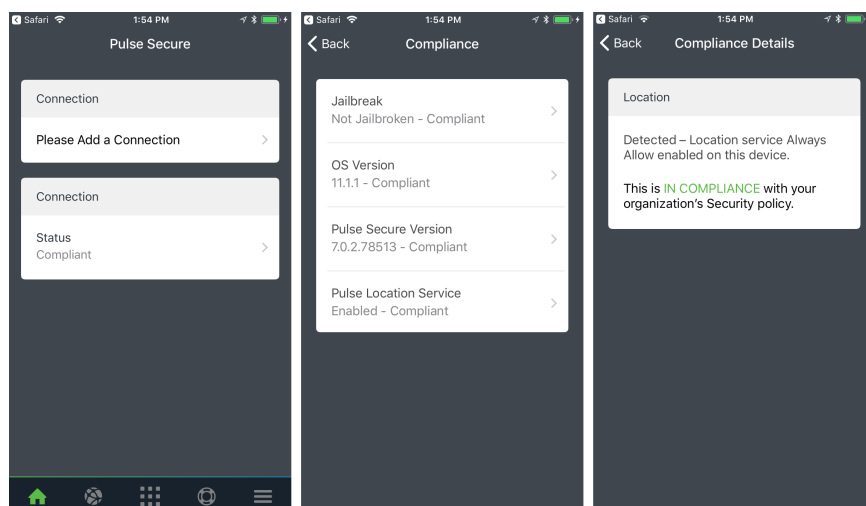 Safari 1:54 PM
Pulse Secure
Connection
Please Add a Connection
Connection
Status
Compliant
Safari 1:54 PM
Back Compliance
Jailbreak
Not Jailbroken - Compliant
OS Version
11.1.1 - Compliant
Pulse Secure Version
7.0.2.78513 - Compliant
Pulse Location Service
Enabled - Compliant
Safari 1:54 PM
Back Compliance Details
Location
Detected – Location service Always
Allow enabled on this device.
This is IN COMPLIANCE with your
organization's Security policy.